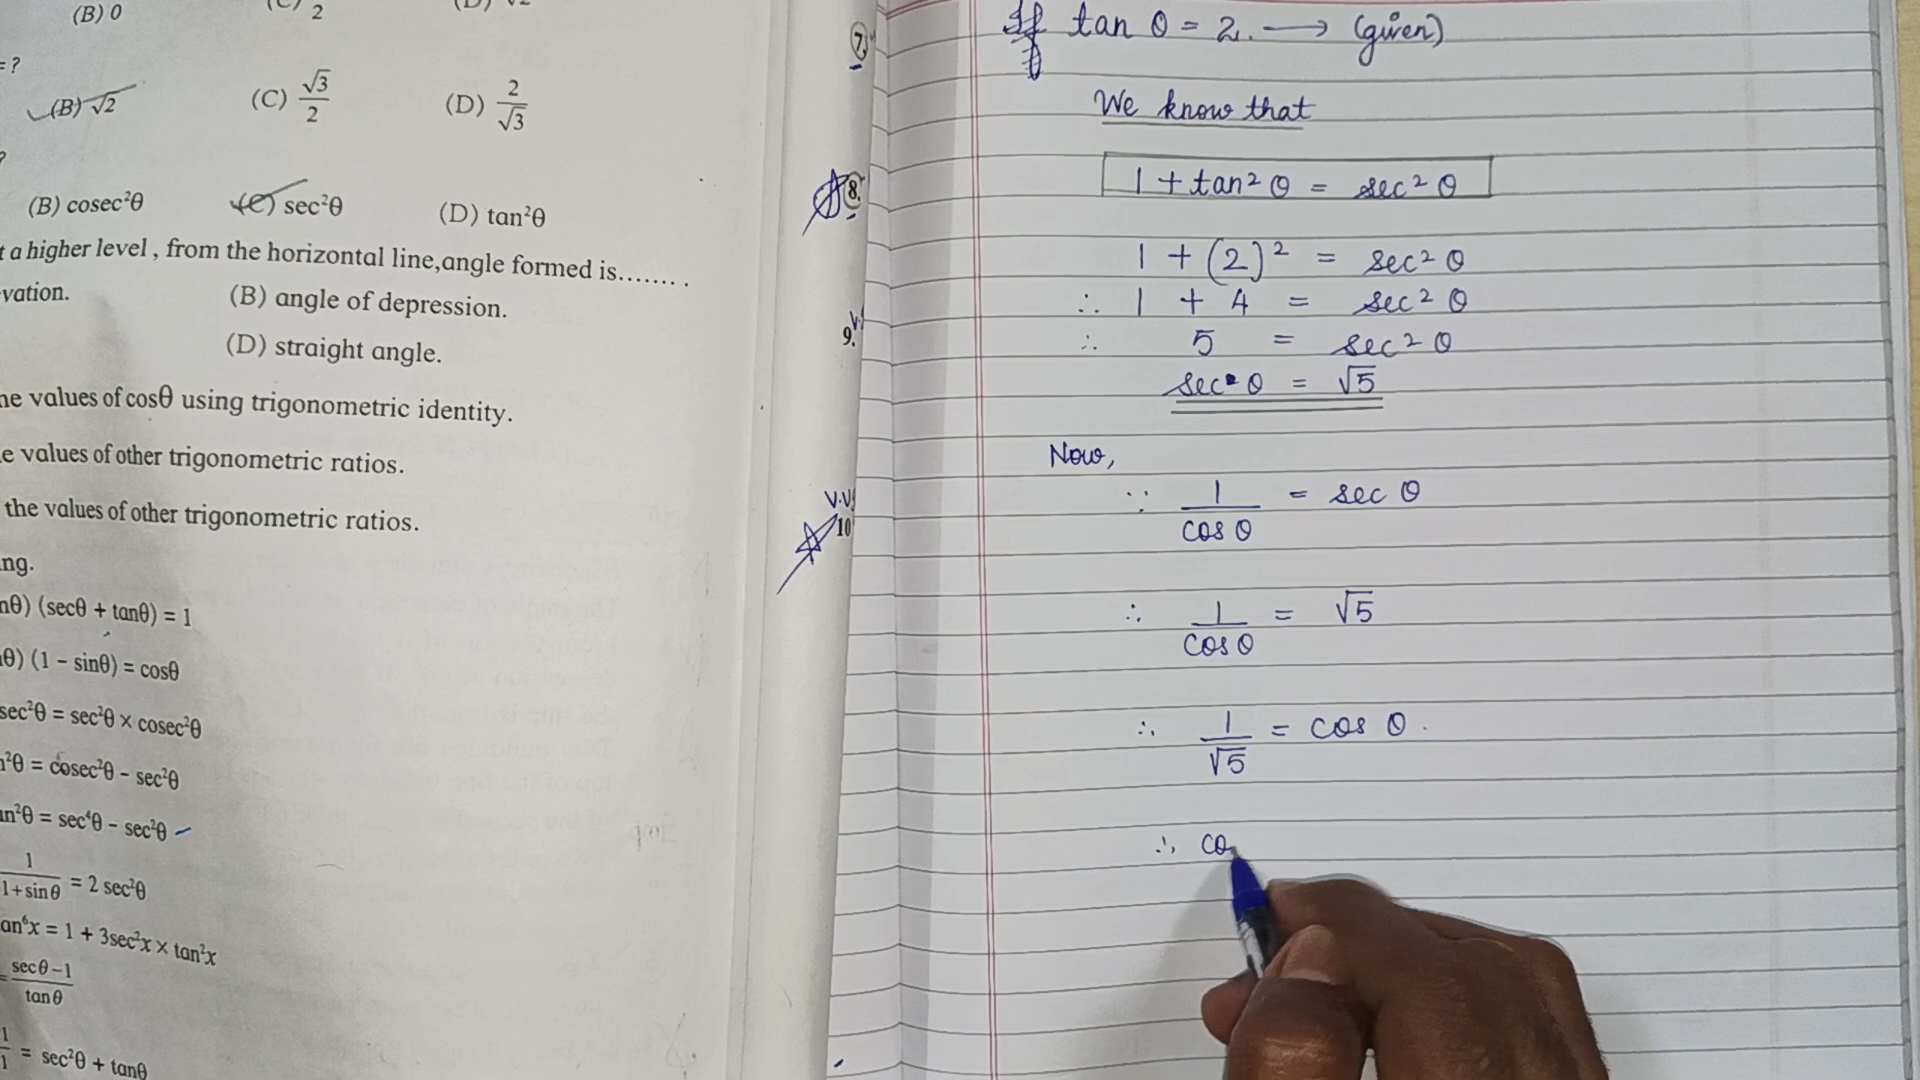 (B) 0
2
= ?
(B) √2 (C) √3/2 (D) 2/√3
?
(B) cosec²θ (C) sec²θ (D) tan²θ
t a higher level , from the horizontal line,angle formed is.......
vation. (B) angle of depression.
(D) straight angle.
he values of cosθ using trigonometric identity.
e values of other trigonometric ratios.
the values of other trigonometric ratios.
ng.
nθ) (secθ + tanθ) = 1
θ) (1 – sinθ) = cosθ
sec²θ = sec²θ × cosec²θ
²θ = cosec²θ – sec²θ
an²θ = sec⁴θ – sec²θ
1/1+sinθ = 2 sec²θ
an⁶x = 1 + 3sec²x × tan²x
= secθ –1/tanθ
1/1 = sec²θ + tanθ
7.
8.
9.
V.V
10
If tan θ = 2. → (given)
We know that
1 + tan² θ = sec² θ
1 + (2)² = sec² θ
∴ 1 + 4 = sec² θ
∴ 5 = sec² θ
sec θ = √5
Now,
∵ 1/cos θ = sec θ
∴ 1/cos θ = √5
∴ 1/√5 = cos θ .
∴ co